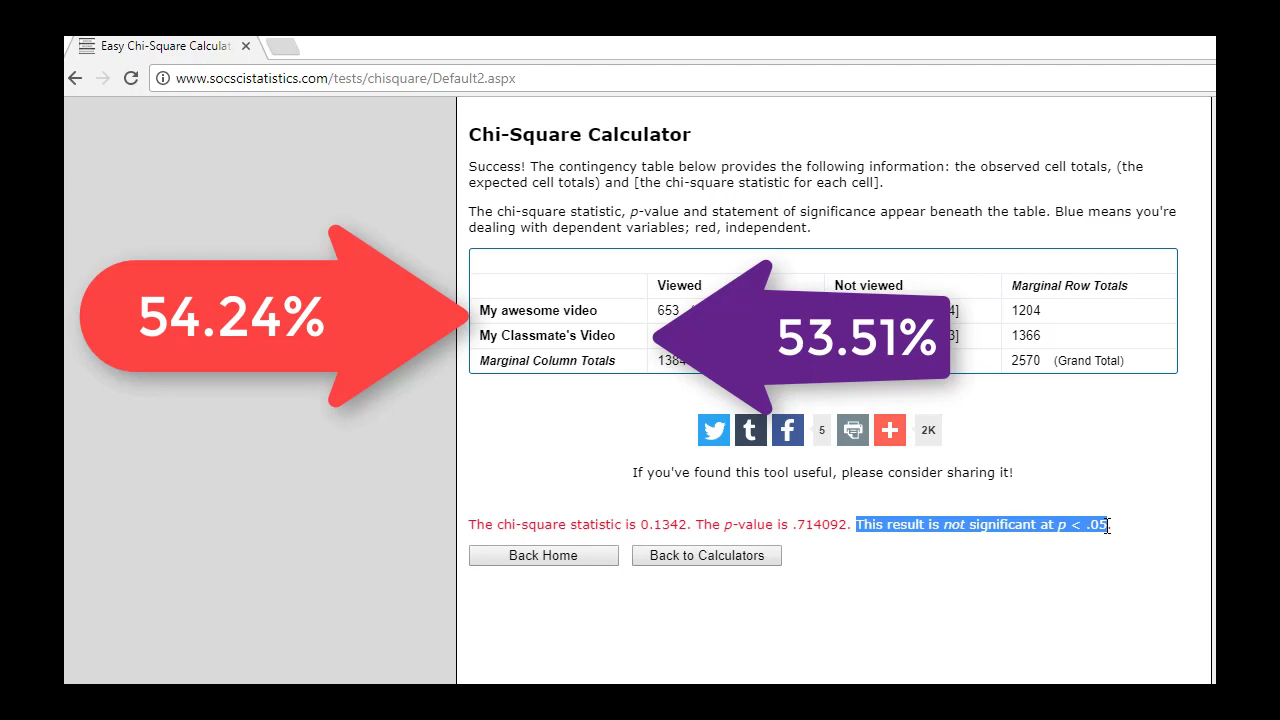 Easy Chi-Square Calculat
www.socscistatistics.com/tests/chisquare/Default2.aspx
Chi-Square Calculator
Success! The contingency table below provides the following information: the observed cell totals, (the
expected cell totals) and [the chi-square statistic for each cell].
The chi-square statistic, p-value and statement of significance appear beneath the table. Blue means you're
dealing with dependent variables; red, independent.
Viewed Not viewed Marginal Row Totals
My awesome video 653 1204
My Classmate's Video 1366
Marginal Column Totals 2570 (Grand Total)
54.24%
53.51%
5 2K
If you've found this tool useful, please consider sharing it!
The chi-square statistic is 0.1342. The p-value is .714092. This result is not significant at p < .05.
Back Home Back to Calculators